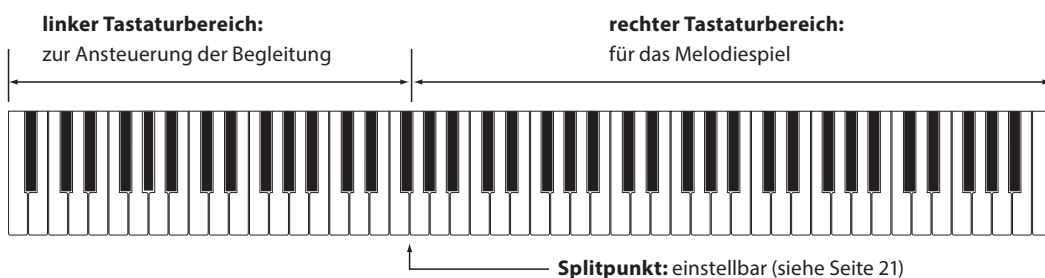 linker Tastaturbereich:
zur Ansteuerung der Begleitung
rechter Tastaturbereich:
für das Melodiespiel
Splitpunkt: einstellbar (siehe Seite 21)